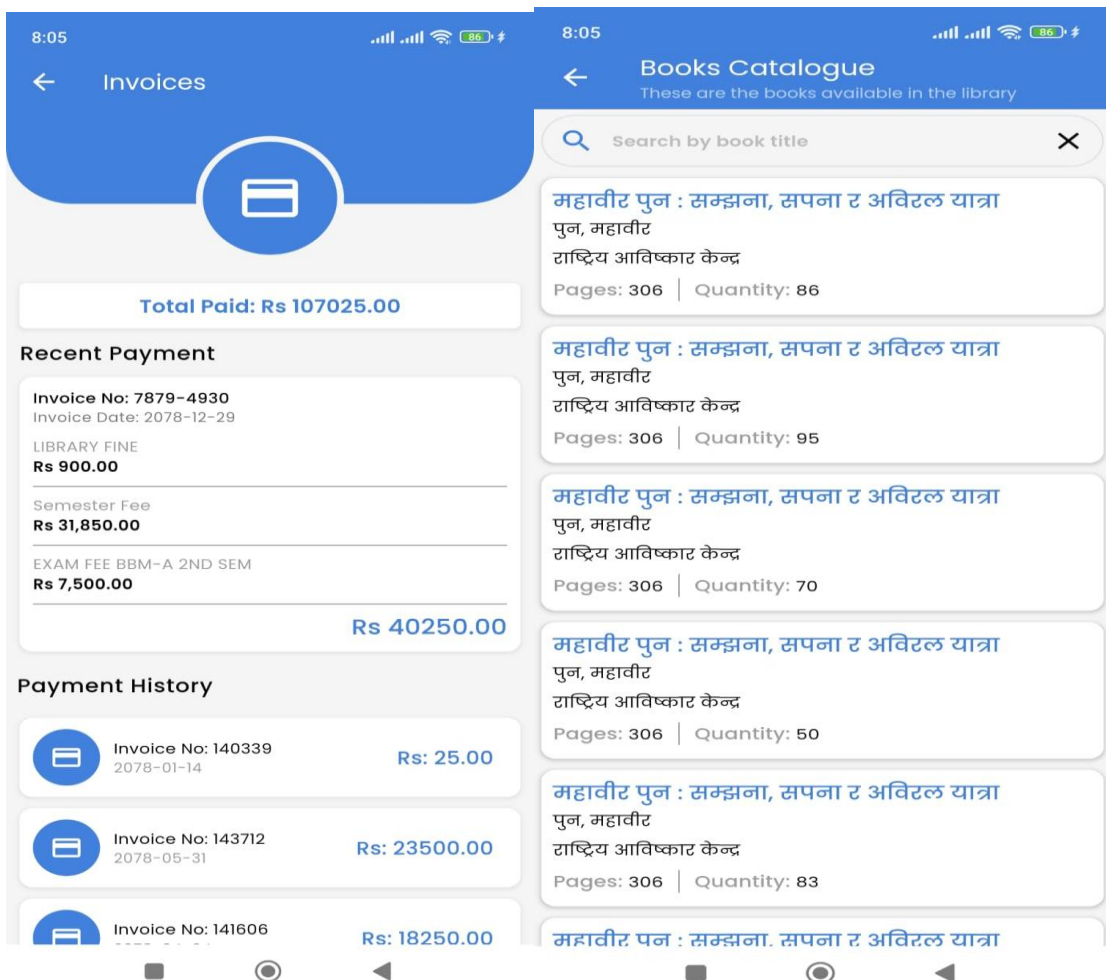 8:05
86
Invoices
Total Paid: Rs 107025.00
Recent Payment
Invoice No: 7879-4930
Invoice Date: 2078-12-29
LIBRARY FINE
Rs 900.00
Semester Fee
Rs 31,850.00
EXAM FEE BBM-A 2ND SEM
Rs 7,500.00
Rs 40250.00
Payment History
Invoice No: 140339
2078-01-14
Rs: 25.00
Invoice No: 143712
2078-05-31
Rs: 23500.00
Invoice No: 141606
Rs: 18250.00
8:05
86
Books Catalogue
These are the books available in the library
Search by book title
महावीर पुन : सम्झना, सपना र अविरल यात्रा
पुन, महावीर
राष्ट्रिय आविष्कार केन्द्र
Pages: 306 | Quantity: 86
महावीर पुन : सम्झना, सपना र अविरल यात्रा
पुन, महावीर
राष्ट्रिय आविष्कार केन्द्र
Pages: 306 | Quantity: 95
महावीर पुन : सम्झना, सपना र अविरल यात्रा
पुन, महावीर
राष्ट्रिय आविष्कार केन्द्र
Pages: 306 | Quantity: 70
महावीर पुन : सम्झना, सपना र अविरल यात्रा
पुन, महावीर
राष्ट्रिय आविष्कार केन्द्र
Pages: 306 | Quantity: 50
महावीर पुन : सम्झना, सपना र अविरल यात्रा
पुन, महावीर
राष्ट्रिय आविष्कार केन्द्र
Pages: 306 | Quantity: 83
महावीर पुन : सम्झना, सपना र अविरल यात्रा